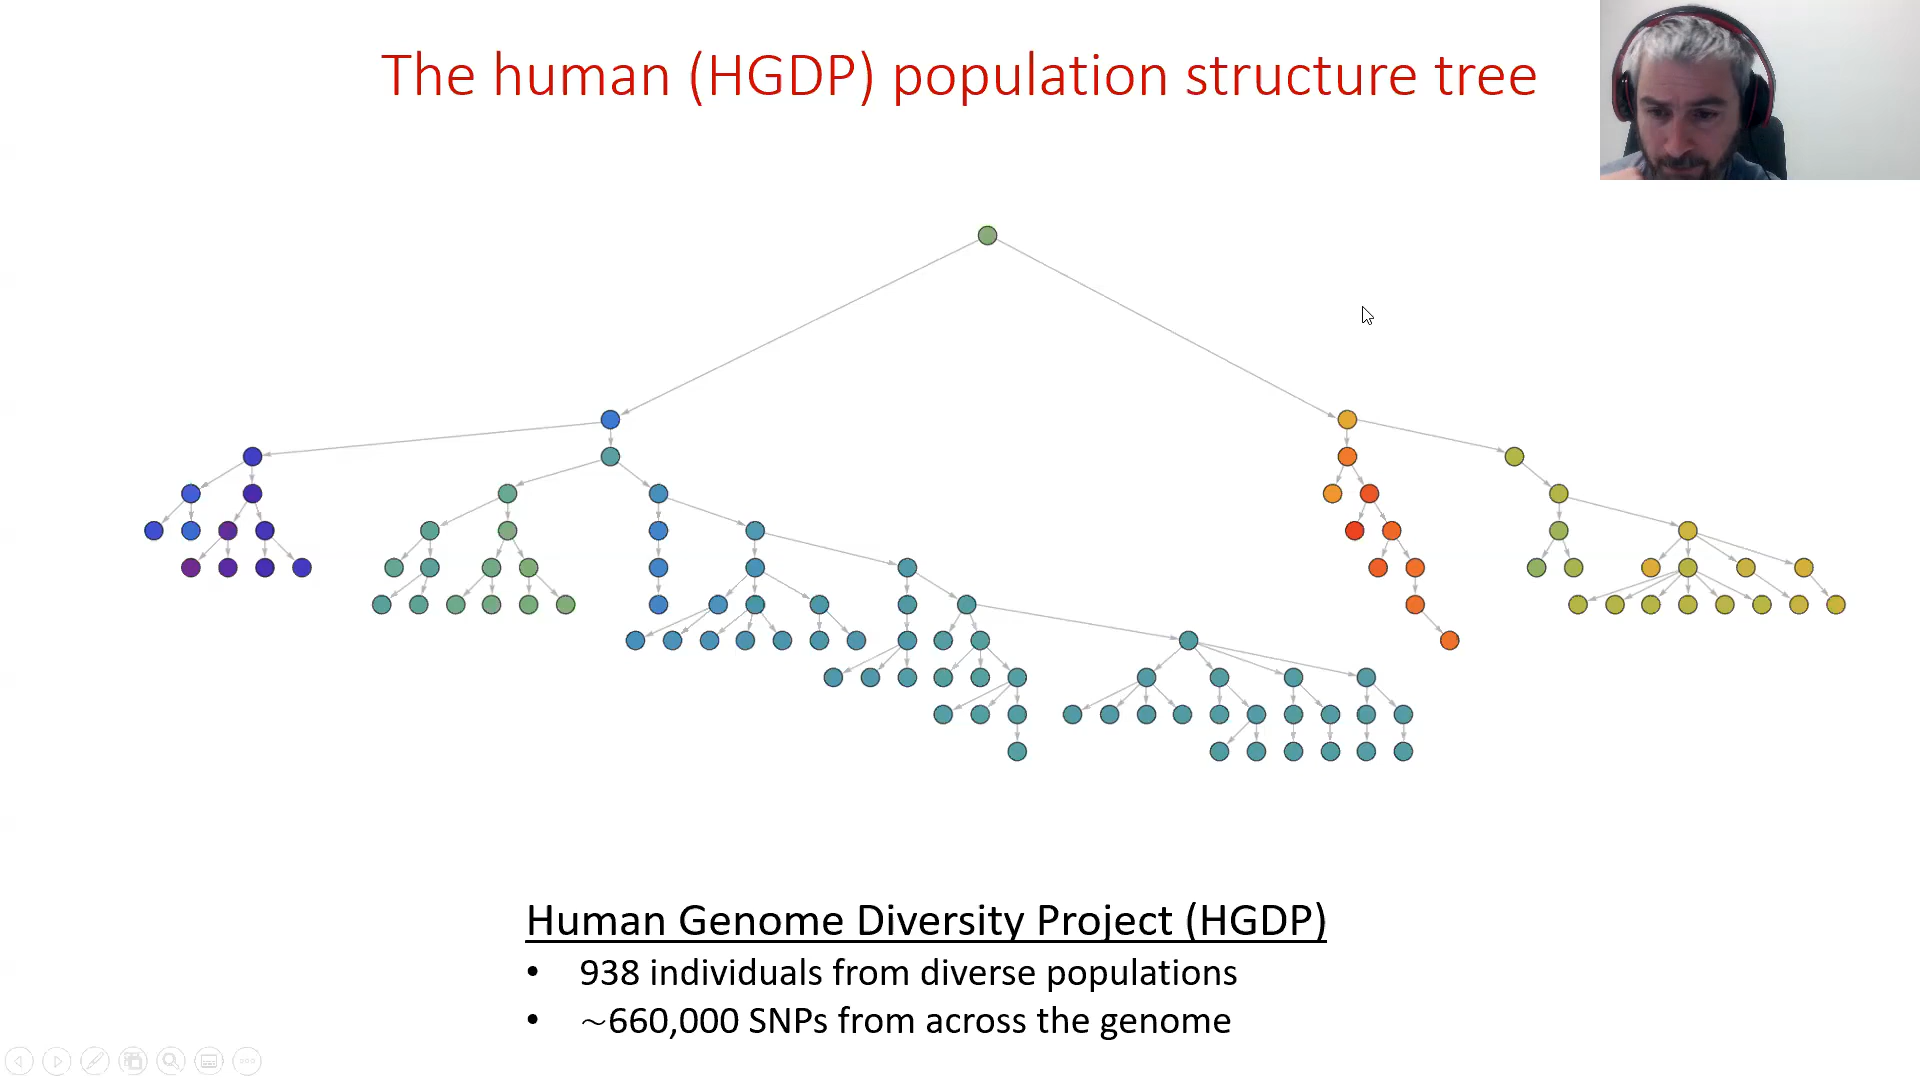 The human (HGDP) population structure tree
Human Genome Diversity Project (HGDP)
• 938 individuals from diverse populations
• ~660,000 SNPs from across the genome